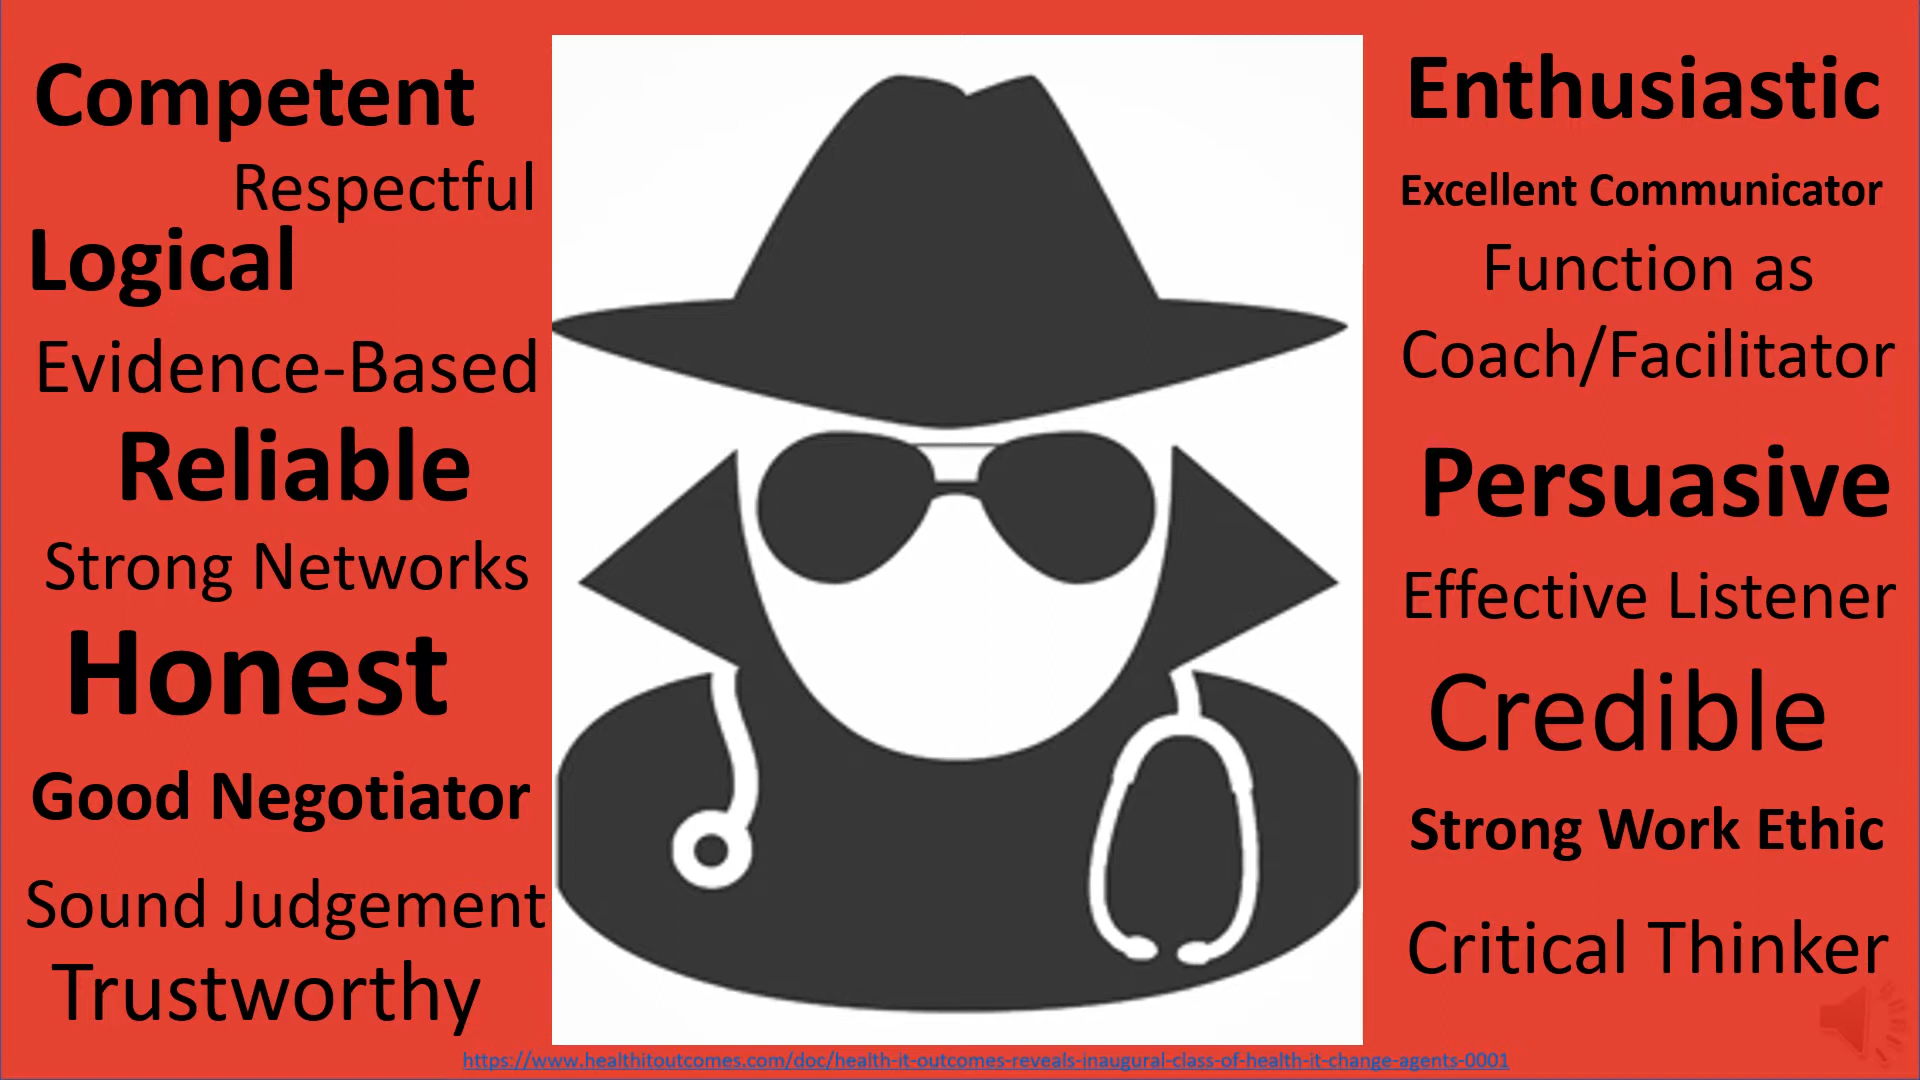 Competent
Respectful
Logical
Evidence-Based
Reliable
Strong Networks
Honest
Good Negotiator
Sound Judgement
Trustworthy
Enthusiastic
Excellent Communicator
Function as
Coach/Facilitator
Persuasive
Effective Listener
Credible
Strong Work Ethic
Critical Thinker
https://www.healthitoutcomes.com/doc/health-it-outcomes-reveals-inaugural-class-of-health-it-change-agents-0001